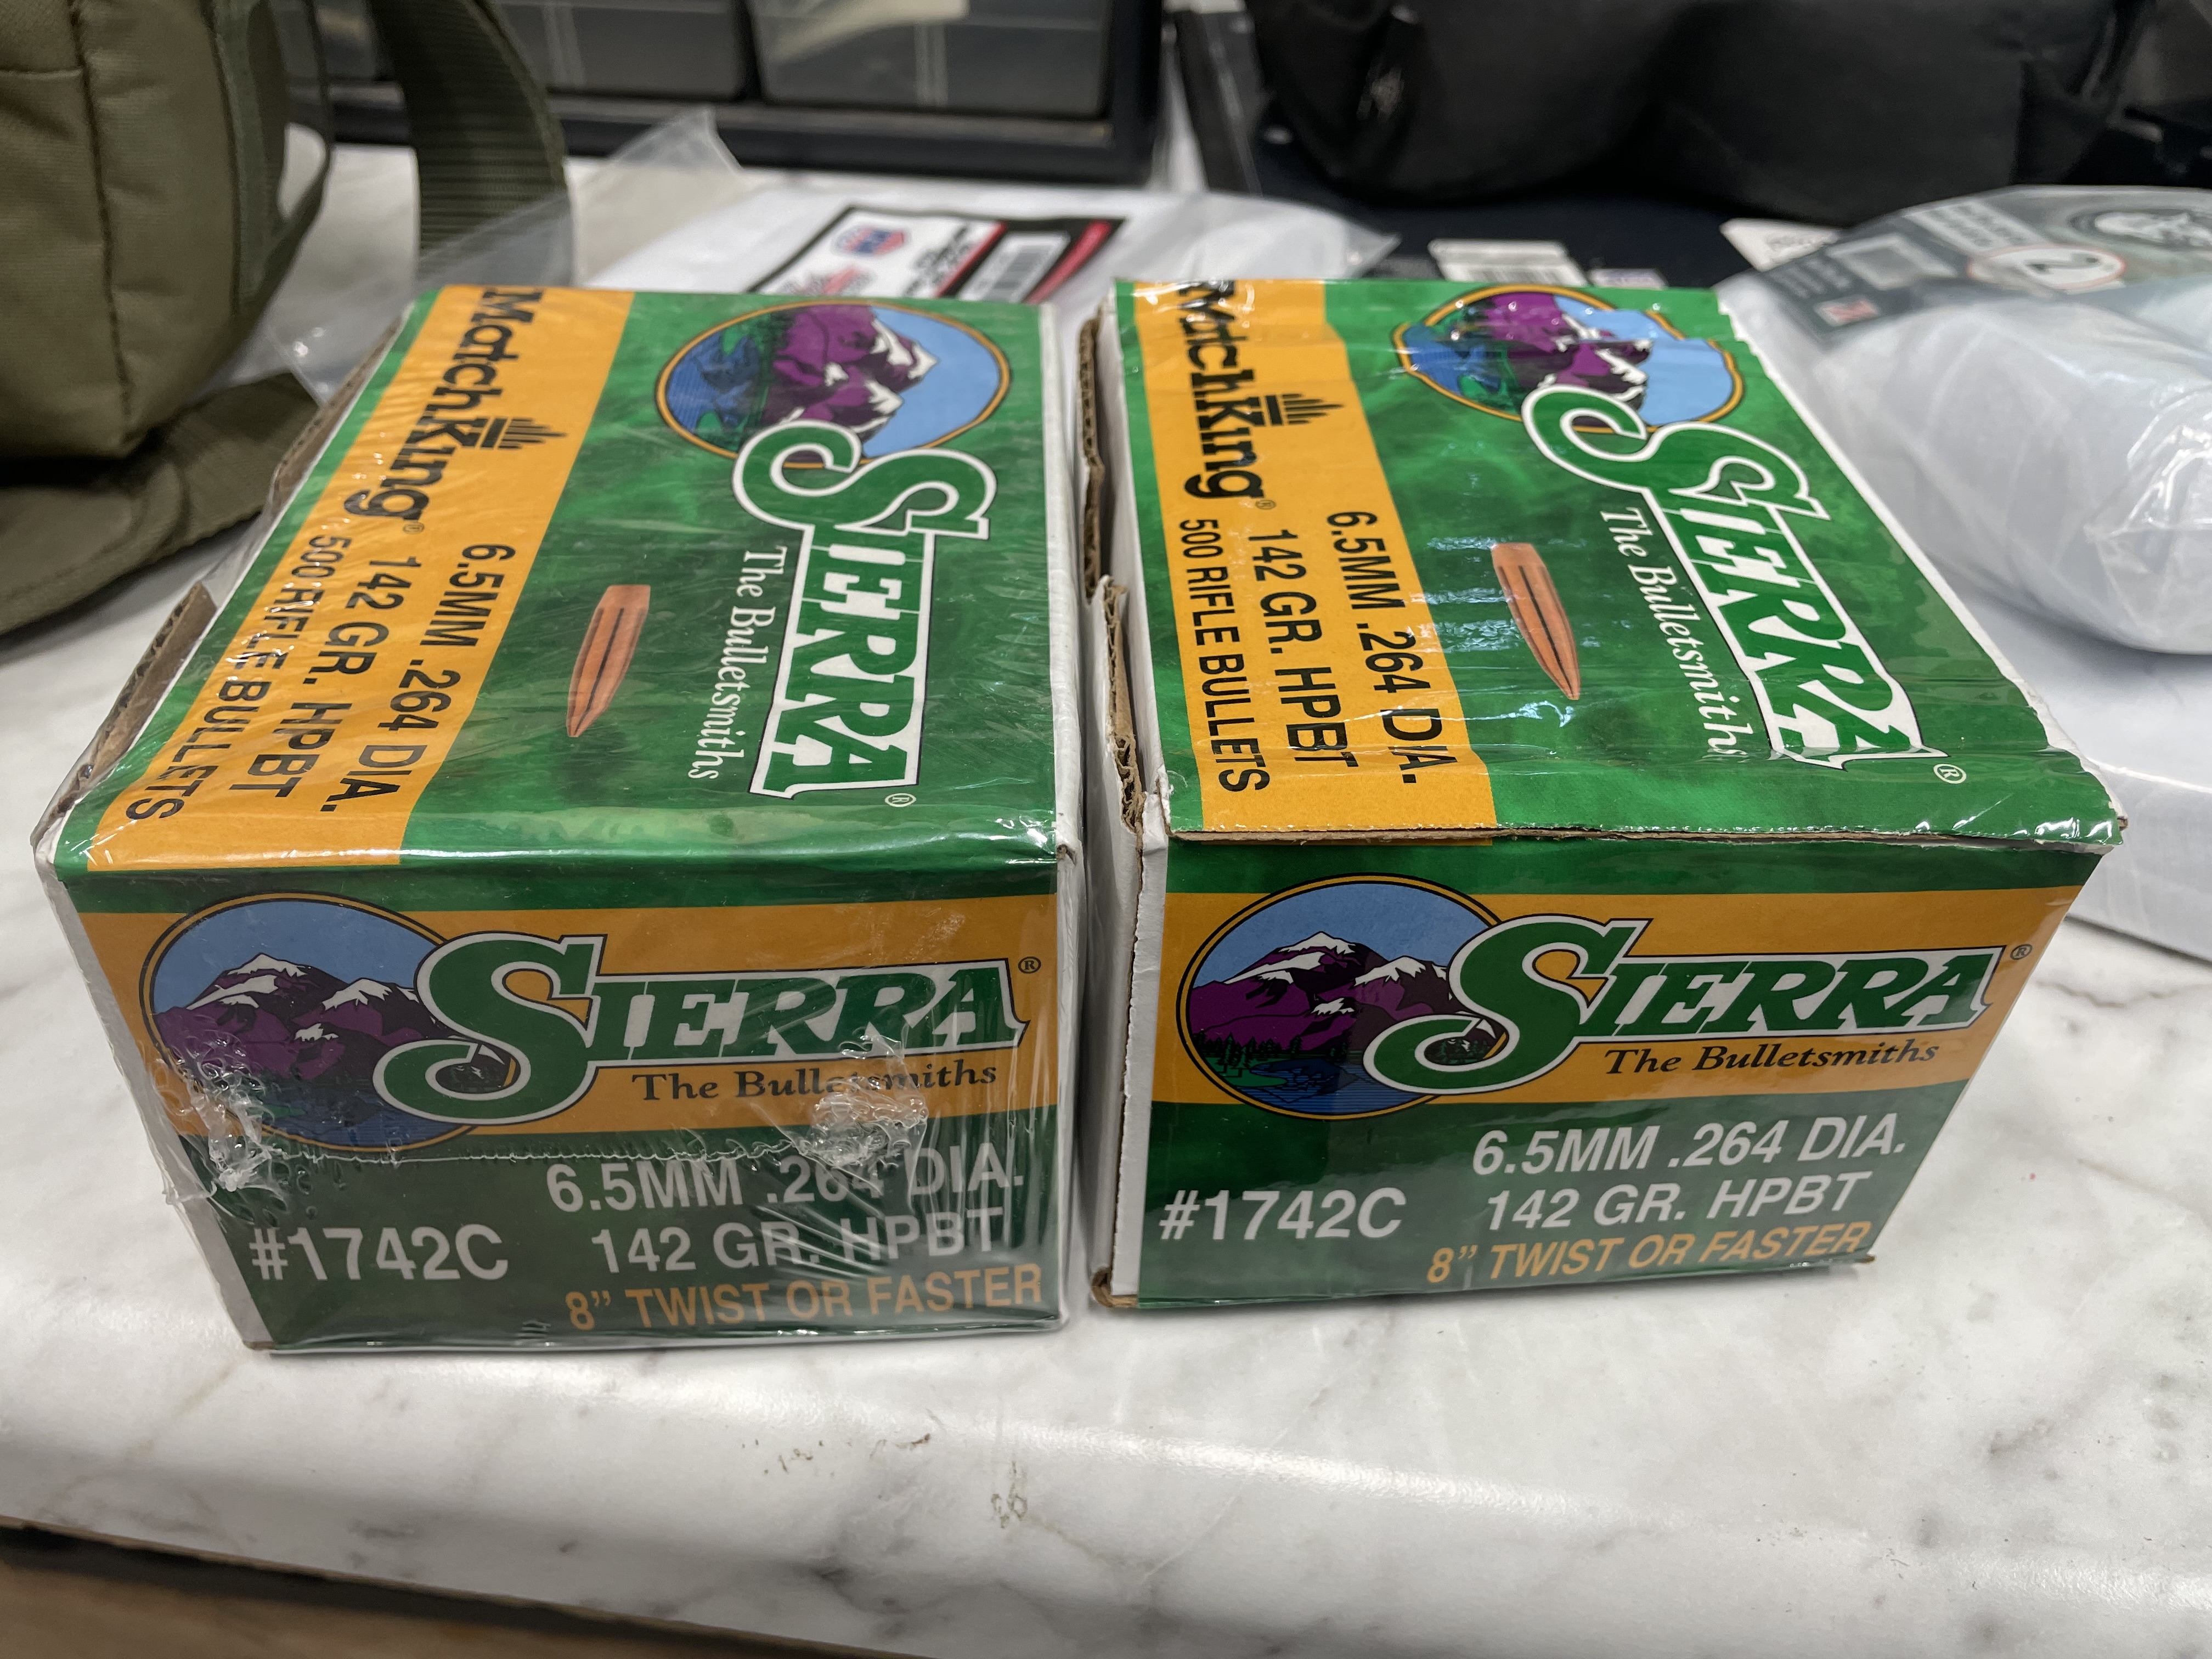 MatchKing®
6.5MM .264 DIA.
142 GR. HPBT
500 RIFLE BULLETS
SIERRA®
The Bulletsmiths
SIERRA®
The Bulletsmiths
#1742C
6.5MM .264 DIA.
142 GR. HPBT
8” TWIST OR FASTER
MatchKing®
6.5MM .264 DIA.
142 GR. HPBT
500 RIFLE BULLETS
SIERRA®
The Bulletsmiths
SIERRA®
The Bulletsmiths
#1742C
6.5MM .264 DIA.
142 GR. HPBT
8” TWIST OR FASTER
2